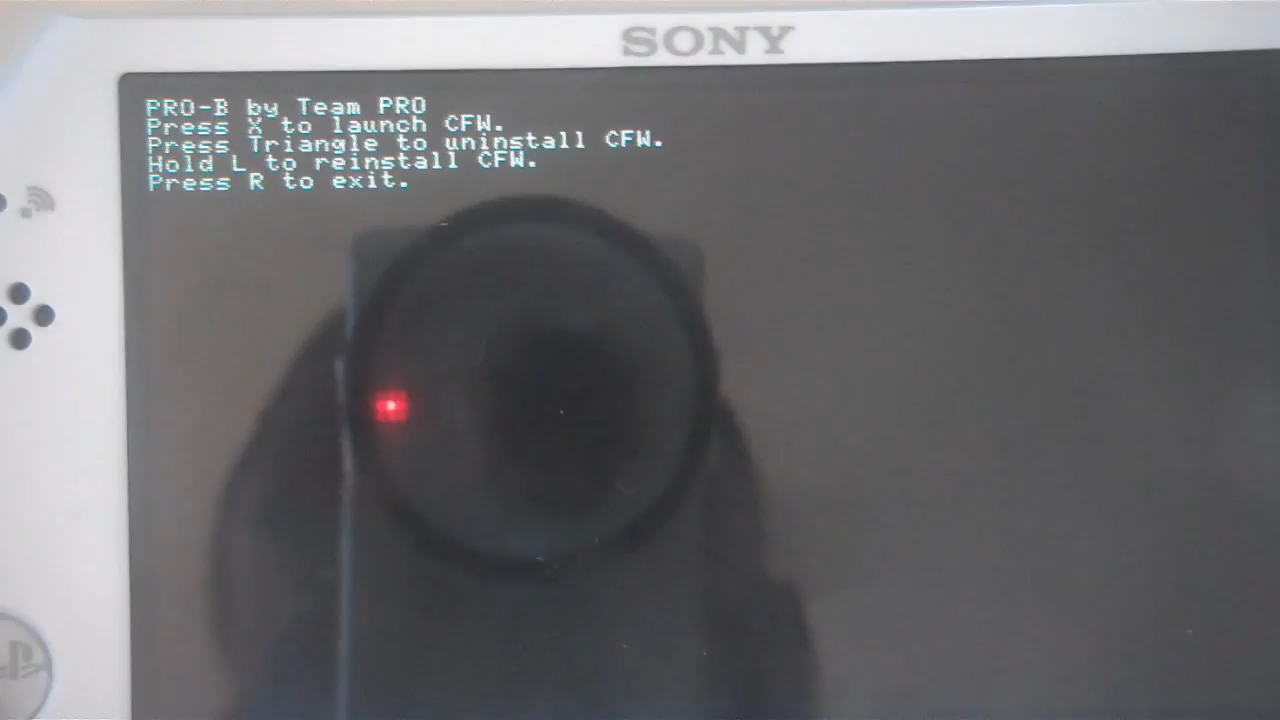 SONY
PRO-B by Team PRO
Press X to launch CFW.
Press Triangle to uninstall CFW.
Hold L to reinstall CFW.
Press R to exit.